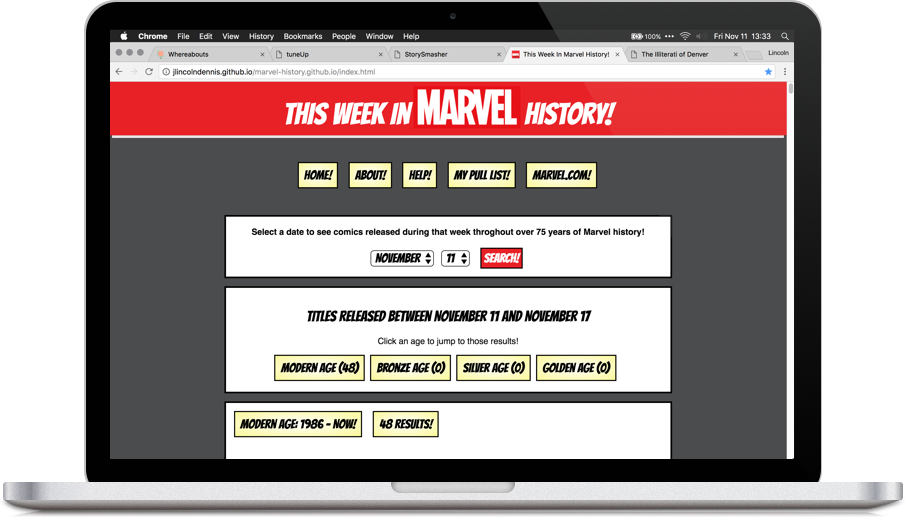 Chrome File Edit View History Bookmarks People Window Help 100% Fri Nov 11 13:33
Whereabouts × tuneUp × StorySmasher × This Week In Marvel History! × The Illiterati of Denver × Lincoln
jlincolndennis.github.io/marvel-history.github.io/index.html
THIS WEEK IN MARVEL HISTORY!
HOME! ABOUT! HELP! MY PULL LIST! MARVEL.COM!
Select a date to see comics released during that week throghout over 75 years of Marvel history!
NOVEMBER 11 SEARCH!
TITLES RELEASED BETWEEN NOVEMBER 11 AND NOVEMBER 17
Click an age to jump to those results!
MODERN AGE (48) BRONZE AGE (0) SILVER AGE (0) GOLDEN AGE (0)
MODERN AGE: 1986 - NOW! 48 RESULTS!